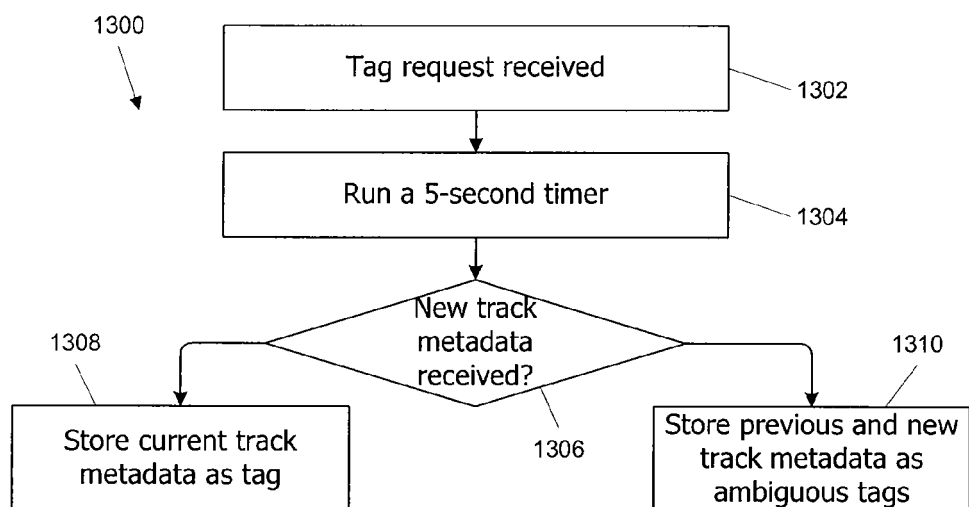 1300
Tag request received
1302
Run a 5-second timer
1304
New track
metadata
received?
1306
1308
Store current track
metadata as tag
1310
Store previous and new
track metadata as
ambiguous tags